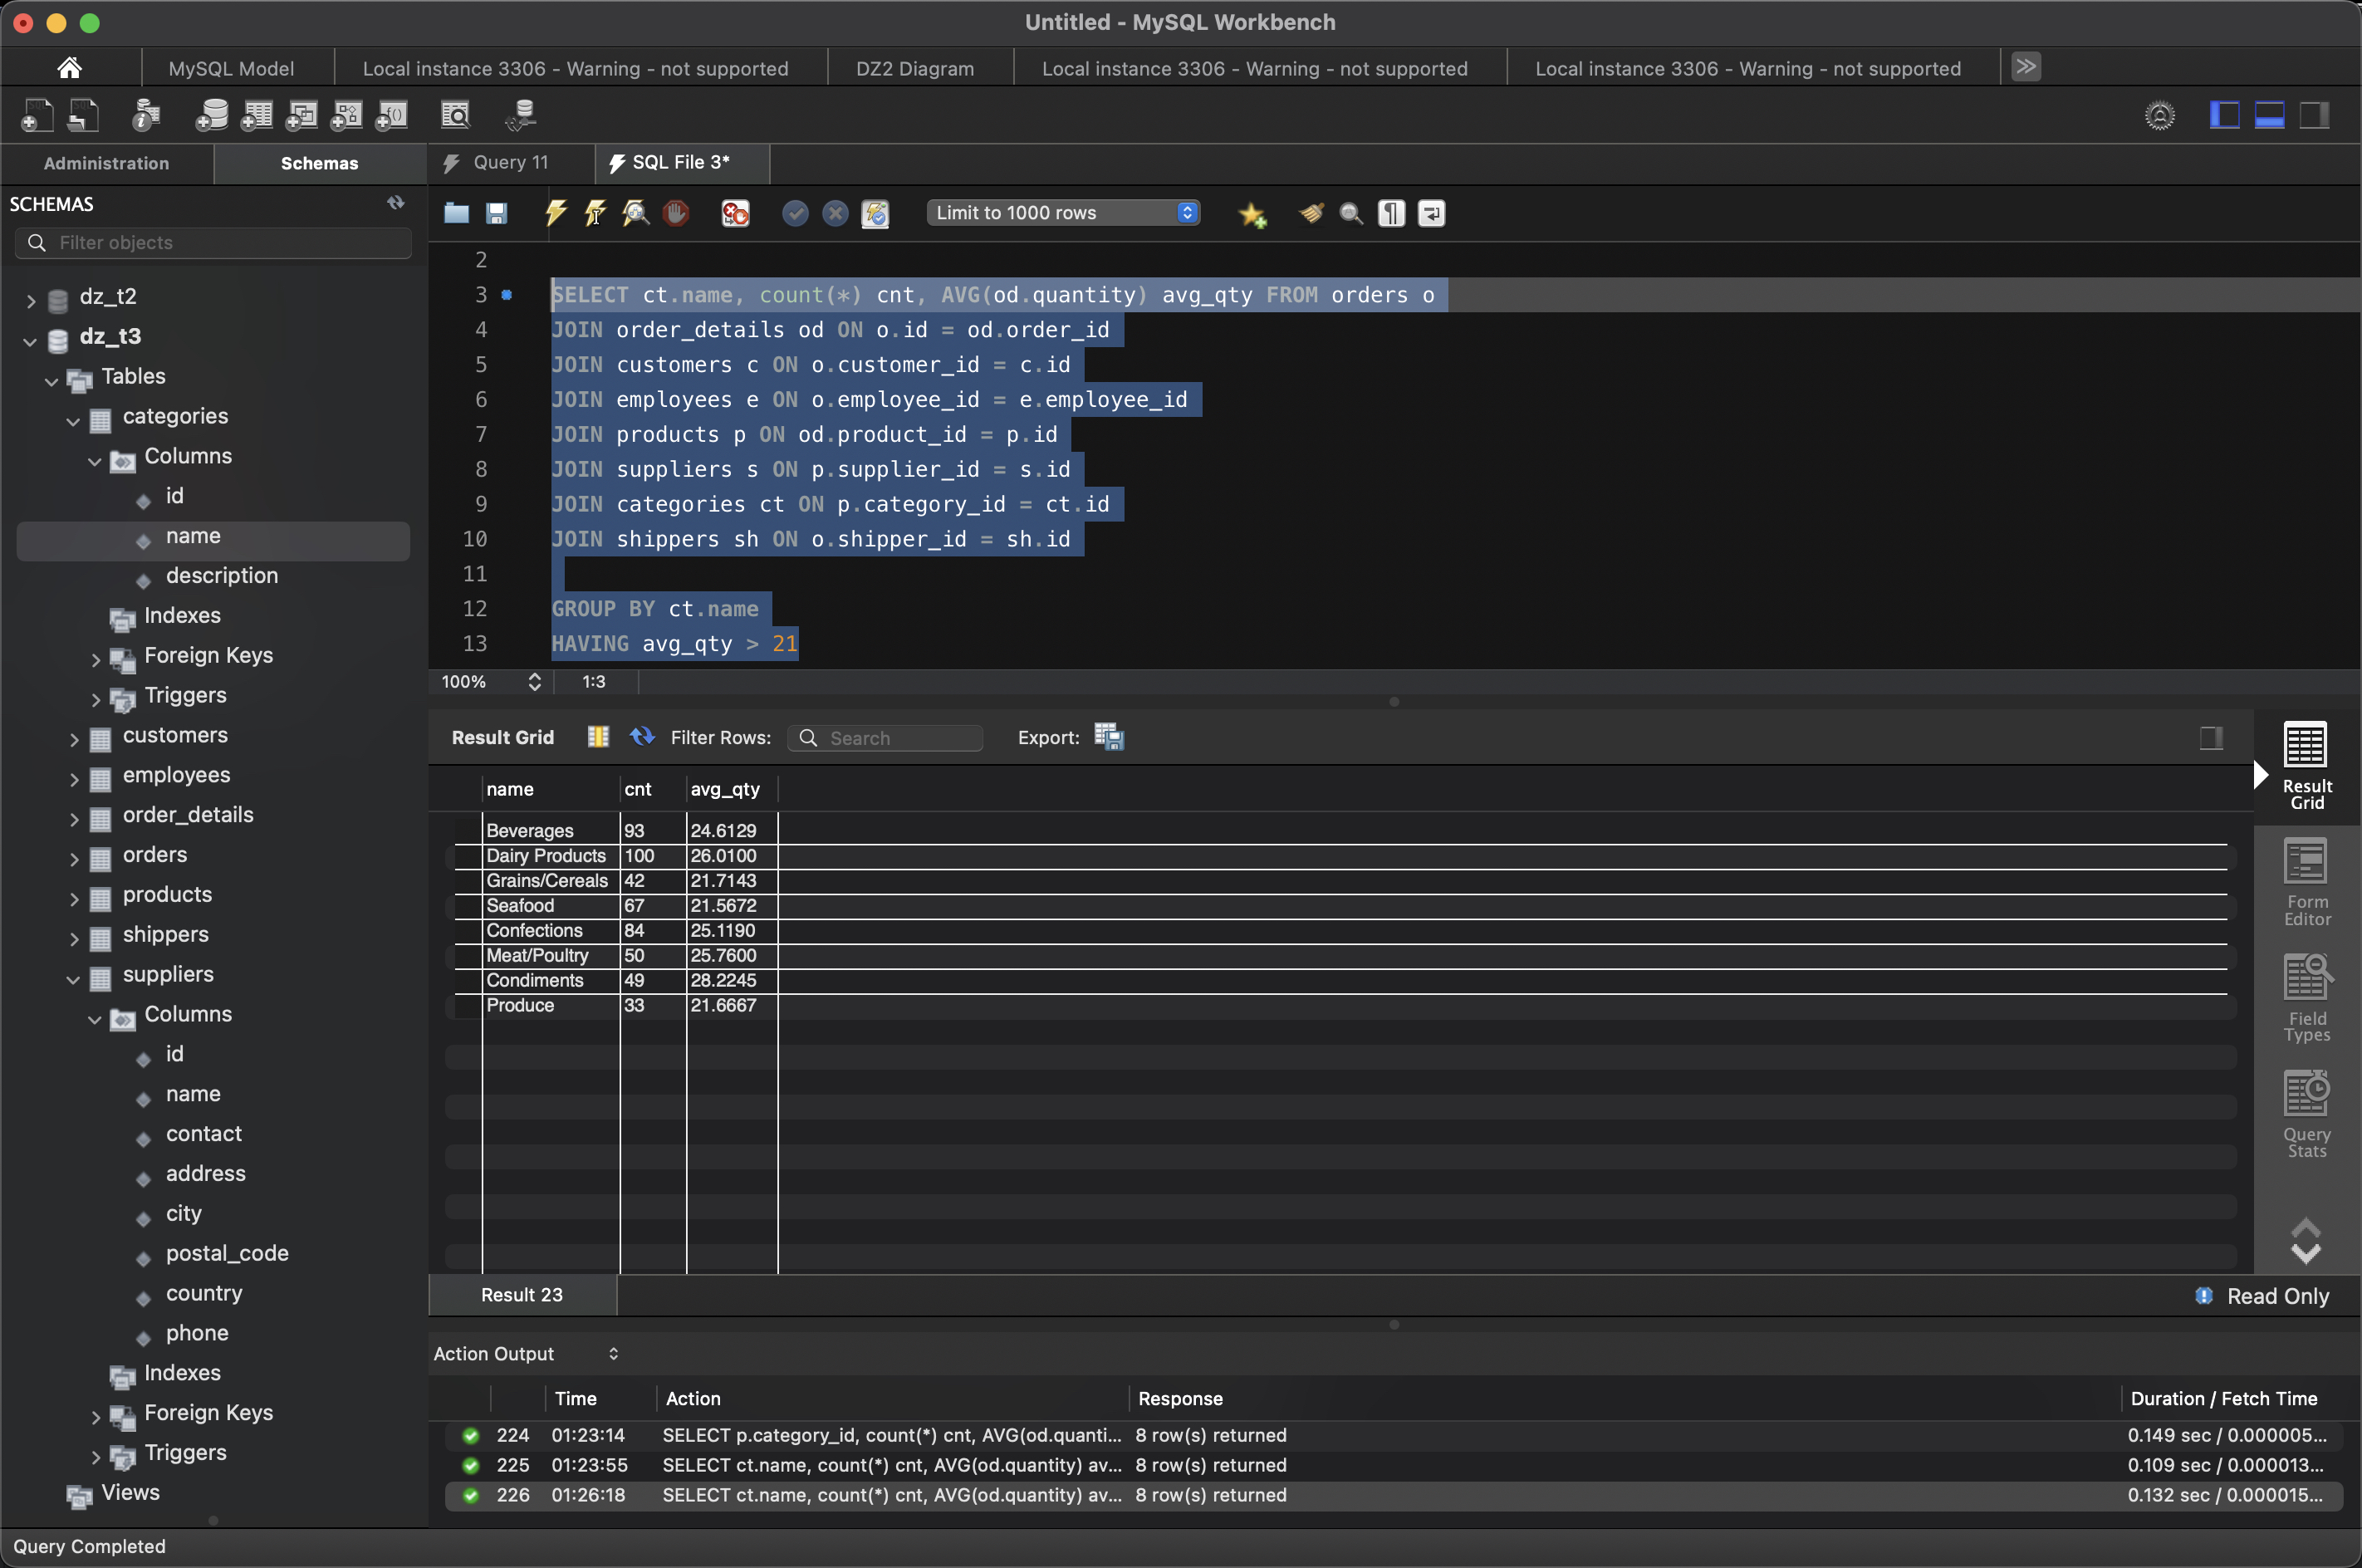 Untitled - MySQL Workbench
MySQL Model
Local instance 3306 - Warning - not supported
DZ2 Diagram
Local instance 3306 - Warning - not supported
Local instance 3306 - Warning - not supported
Administration
Schemas
Query 11
SQL File 3*
SCHEMAS
Filter objects
dz_t2
dz_t3
Tables
categories
Columns
id
name
description
Indexes
Foreign Keys
Triggers
customers
employees
order_details
orders
products
shippers
suppliers
Columns
id
name
contact
address
city
postal_code
country
phone
Indexes
Foreign Keys
Triggers
Views
Limit to 1000 rows
2
3 SELECT ct.name, count(*) cnt, AVG(od.quantity) avg_qty FROM orders o
4 JOIN order_details od ON o.id = od.order_id
5 JOIN customers c ON o.customer_id = c.id
6 JOIN employees e ON o.employee_id = e.employee_id
7 JOIN products p ON od.product_id = p.id
8 JOIN suppliers s ON p.supplier_id = s.id
9 JOIN categories ct ON p.category_id = ct.id
10 JOIN shippers sh ON o.shipper_id = sh.id
11
12 GROUP BY ct.name
13 HAVING avg_qty > 21
100% 1:3
Result Grid Filter Rows: Search Export:
name cnt avg_qty
Beverages 93 24.6129
Dairy Products 100 26.0100
Grains/Cereals 42 21.7143
Seafood 67 21.5672
Confections 84 25.1190
Meat/Poultry 50 25.7600
Condiments 49 28.2245
Produce 33 21.6667
Result
Grid
Form
Editor
Field
Types
Query
Stats
Result 23
Read Only
Action Output
Time Action Response Duration / Fetch Time
224 01:23:14 SELECT p.category_id, count(*) cnt, AVG(od.quanti... 8 row(s) returned 0.149 sec / 0.000005...
225 01:23:55 SELECT ct.name, count(*) cnt, AVG(od.quantity) av... 8 row(s) returned 0.109 sec / 0.000013...
226 01:26:18 SELECT ct.name, count(*) cnt, AVG(od.quantity) av... 8 row(s) returned 0.132 sec / 0.000015...
Query Completed